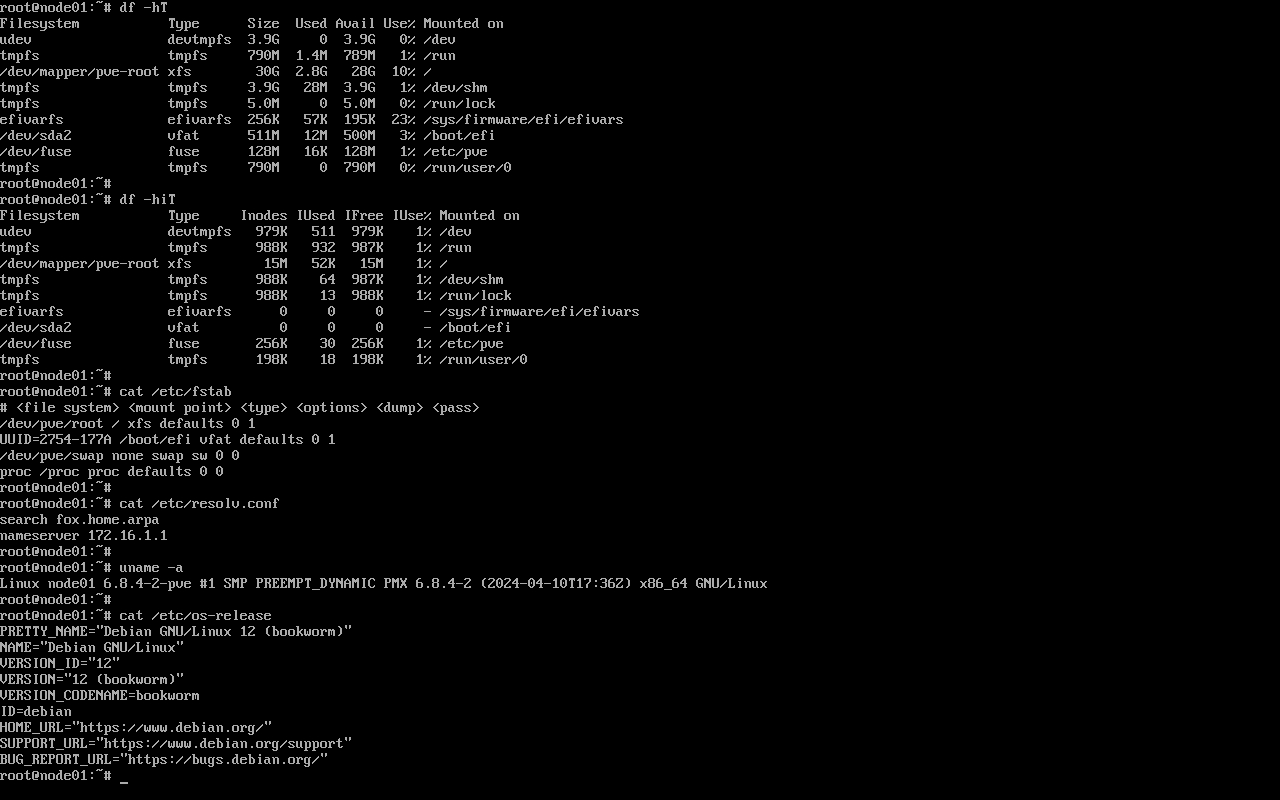 root@node01:~# df -hT
Filesystem           Type      Size  Used Avail Use% Mounted on
udev                 devtmpfs  3.9G     0  3.9G   0% /dev
tmpfs                tmpfs     790M  1.4M  789M   1% /run
/dev/mapper/pve-root xfs        30G  2.8G   28G  10% /
tmpfs                tmpfs     3.9G   28M  3.9G   1% /dev/shm
tmpfs                tmpfs     5.0M     0  5.0M   0% /run/lock
efivarfs             efivarfs  256K   57K  195K  23% /sys/firmware/efi/efivars
/dev/sda2            vfat      511M   12M  500M   3% /boot/efi
/dev/fuse            fuse      128M   16K  128M   1% /etc/pve
tmpfs                tmpfs     790M     0  790M   0% /run/user/0
root@node01:~#
root@node01:~# df -hiT
Filesystem           Type     Inodes IUsed IFree IUse% Mounted on
udev                 devtmpfs   979K   511  979K    1% /dev
tmpfs                tmpfs      988K   932  987K    1% /run
/dev/mapper/pve-root xfs         15M   52K   15M    1% /
tmpfs                tmpfs      988K    64  987K    1% /dev/shm
tmpfs                tmpfs      988K    13  988K    1% /run/lock
efivarfs             efivarfs      0     0     0     - /sys/firmware/efi/efivars
/dev/sda2            vfat          0     0     0     - /boot/efi
/dev/fuse            fuse       256K    30  256K    1% /etc/pve
tmpfs                tmpfs      198K    18  198K    1% /run/user/0
root@node01:~#
root@node01:~# cat /etc/fstab
# <file system> <mount point> <type> <options> <dump> <pass>
/dev/pve/root / xfs defaults 0 1
UUID=2754-177A /boot/efi vfat defaults 0 1
/dev/pve/swap none swap sw 0 0
proc /proc proc defaults 0 0
root@node01:~#
root@node01:~# cat /etc/resolv.conf
search fox.home.arpa
nameserver 172.16.1.1
root@node01:~#
root@node01:~# uname -a
Linux node01 6.8.4-2-pve #1 SMP PREEMPT_DYNAMIC PMX 6.8.4-2 (2024-04-10T17:36Z) x86_64 GNU/Linux
root@node01:~#
root@node01:~# cat /etc/os-release
PRETTY_NAME="Debian GNU/Linux 12 (bookworm)"
NAME="Debian GNU/Linux"
VERSION_ID="12"
VERSION="12 (bookworm)"
VERSION_CODENAME=bookworm
ID=debian
HOME_URL="https://www.debian.org/"
SUPPORT_URL="https://www.debian.org/support"
BUG_REPORT_URL="https://bugs.debian.org/"
root@node01:~# _